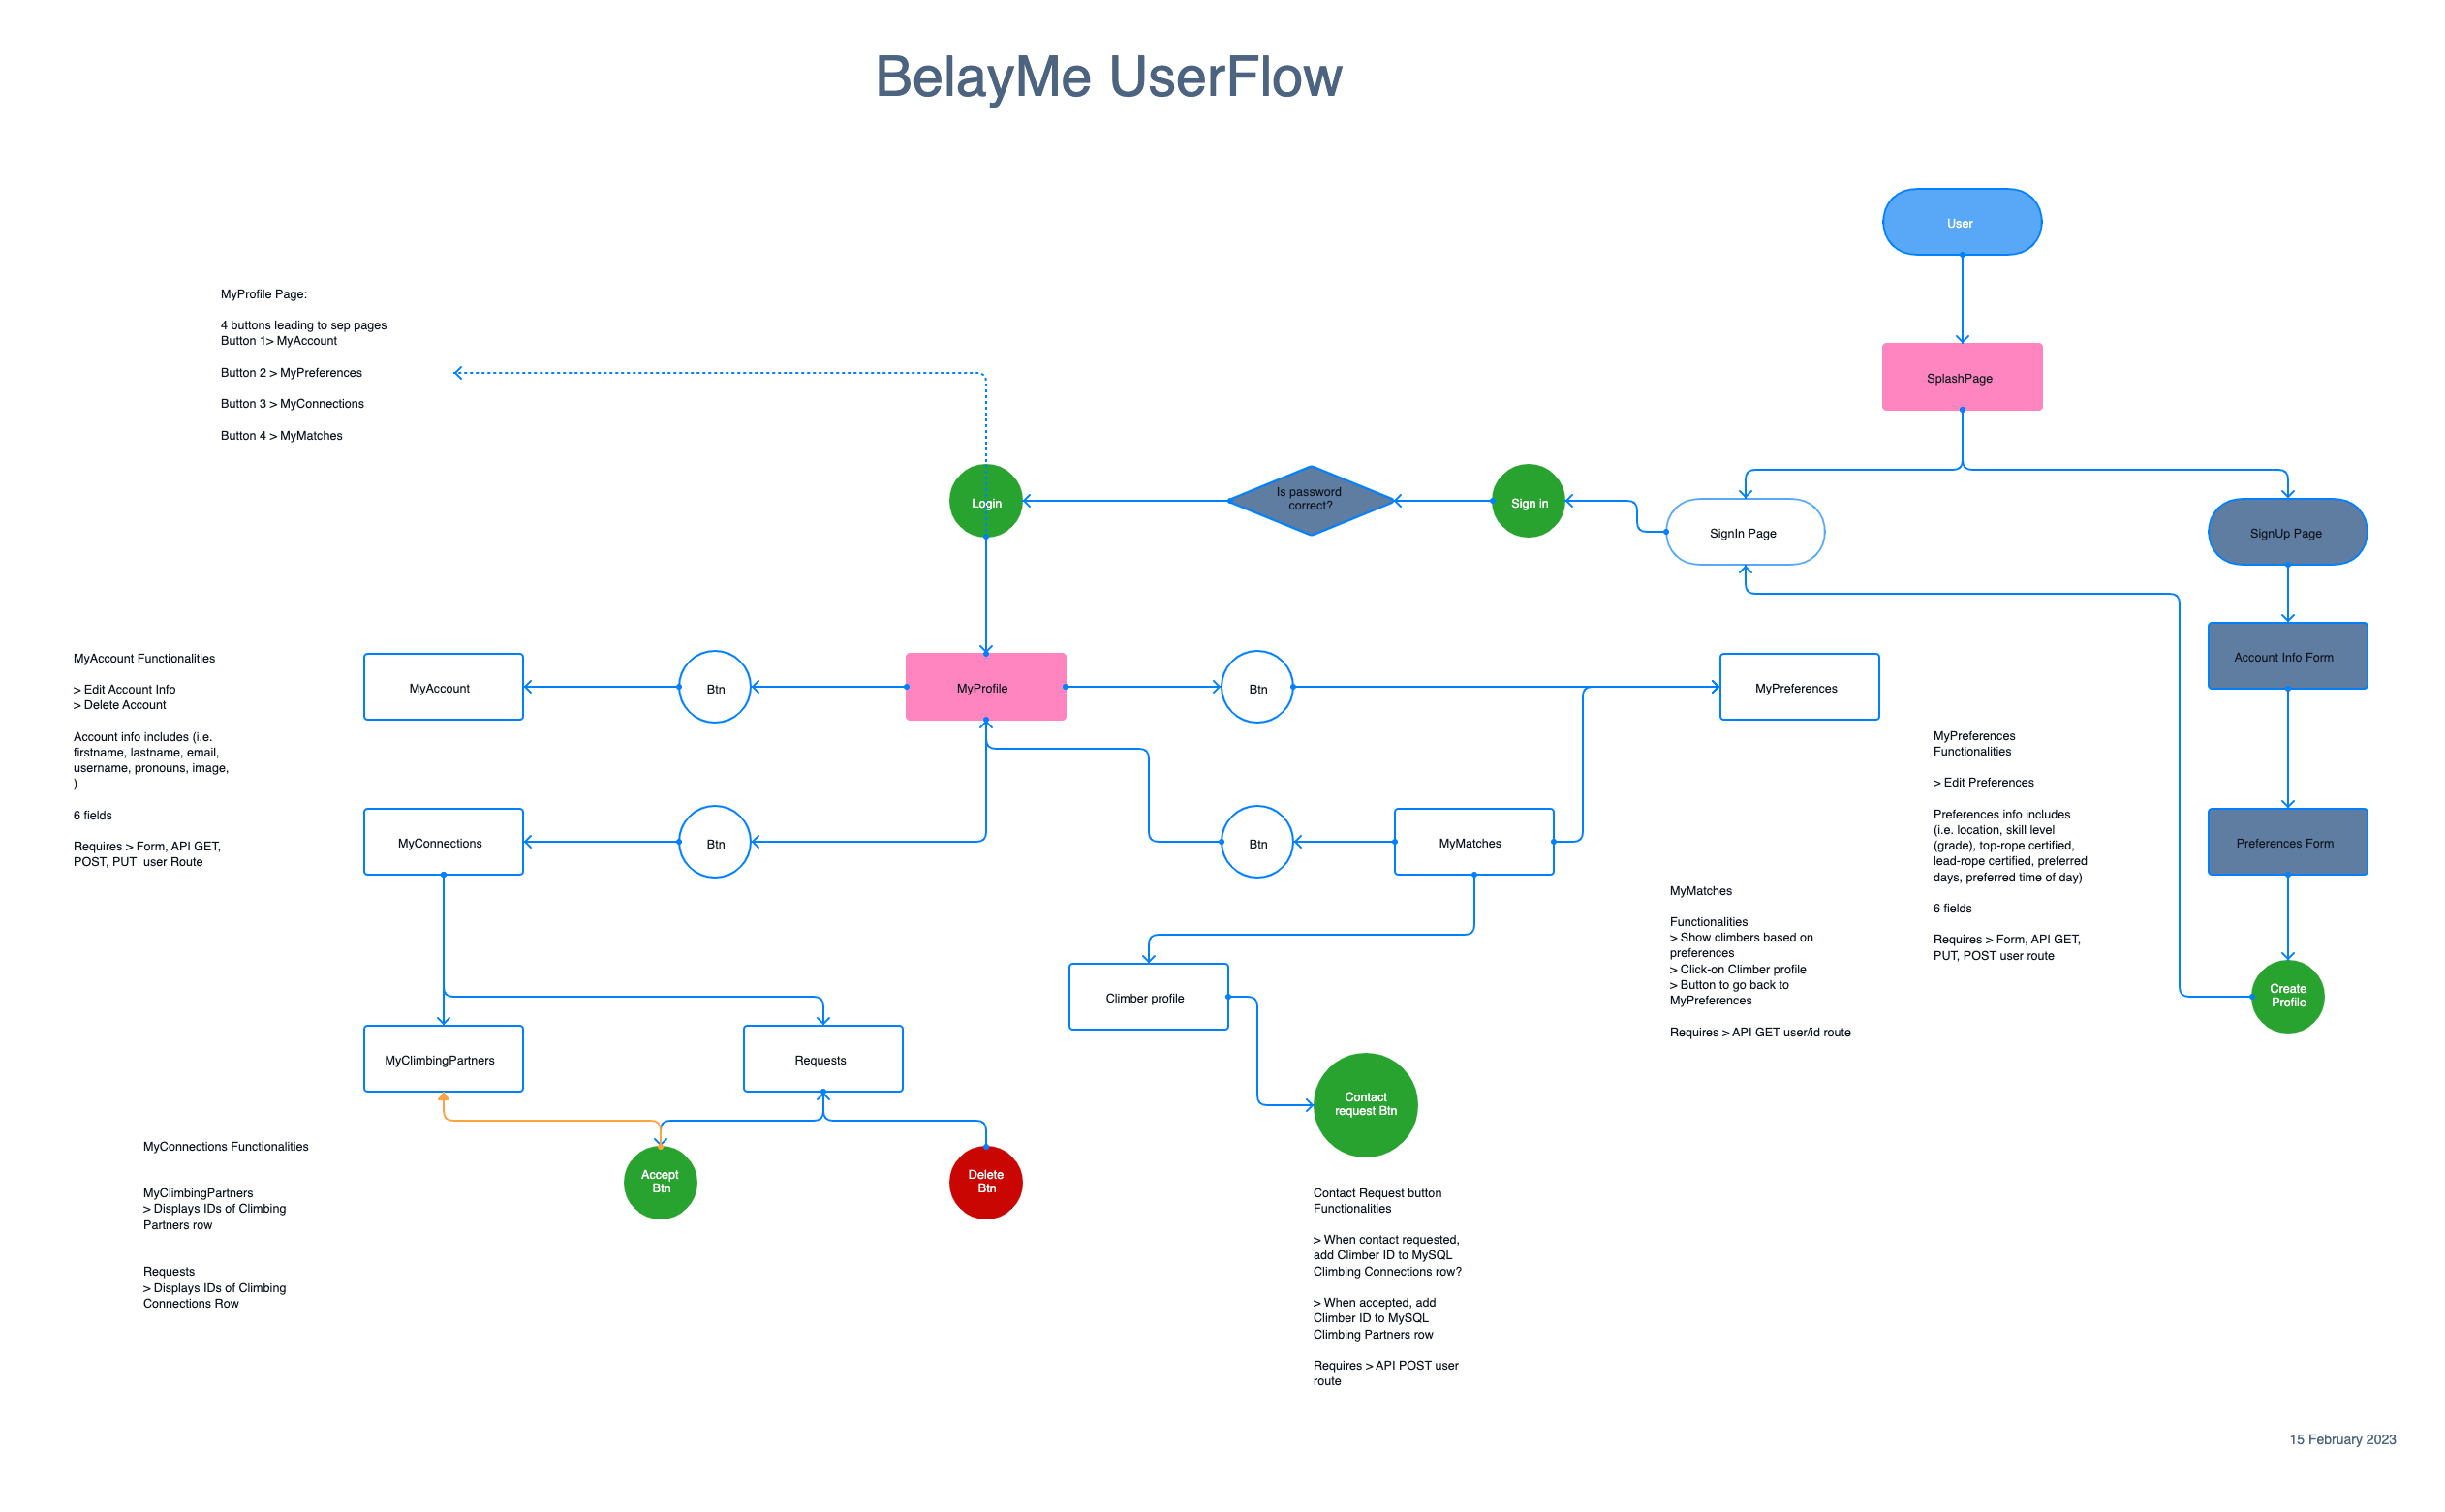 BelayMe UserFlow
User
SplashPage
MyProfile Page:
4 buttons leading to sep pages
Button 1> MyAccount
Button 2 > MyPreferences
Button 3 > MyConnections
Button 4 > MyMatches
Login
Is password
correct?
Sign in
SignIn Page
SignUp Page
Account Info Form
Preferences Form
Create
Profile
MyAccount Functionalities
> Edit Account Info
> Delete Account
Account info includes (i.e.
firstname, lastname, email,
username, pronouns, image,
)
6 fields
Requires > Form, API GET,
POST, PUT  user Route
MyAccount
Btn
MyProfile
Btn
MyPreferences
MyConnections
Btn
Btn
MyMatches
MyPreferences
Functionalities
> Edit Preferences
Preferences info includes
(i.e. location, skill level
(grade), top-rope certified,
lead-rope certified, preferred
days, preferred time of day)
6 fields
Requires > Form, API GET,
PUT, POST user route
MyMatches
Functionalities
> Show climbers based on
preferences
> Click-on Climber profile
> Button to go back to
MyPreferences
Requires > API GET user/id route
Climber profile
MyClimbingPartners
Requests
Contact
request Btn
Accept
Btn
Delete
Btn
MyConnections Functionalities
MyClimbingPartners
> Displays IDs of Climbing
Partners row
Requests
> Displays IDs of Climbing
Connections Row
Contact Request button
Functionalities
> When contact requested,
add Climber ID to MySQL
Climbing Connections row?
> When accepted, add
Climber ID to MySQL
Climbing Partners row
Requires > API POST user
route
15 February 2023